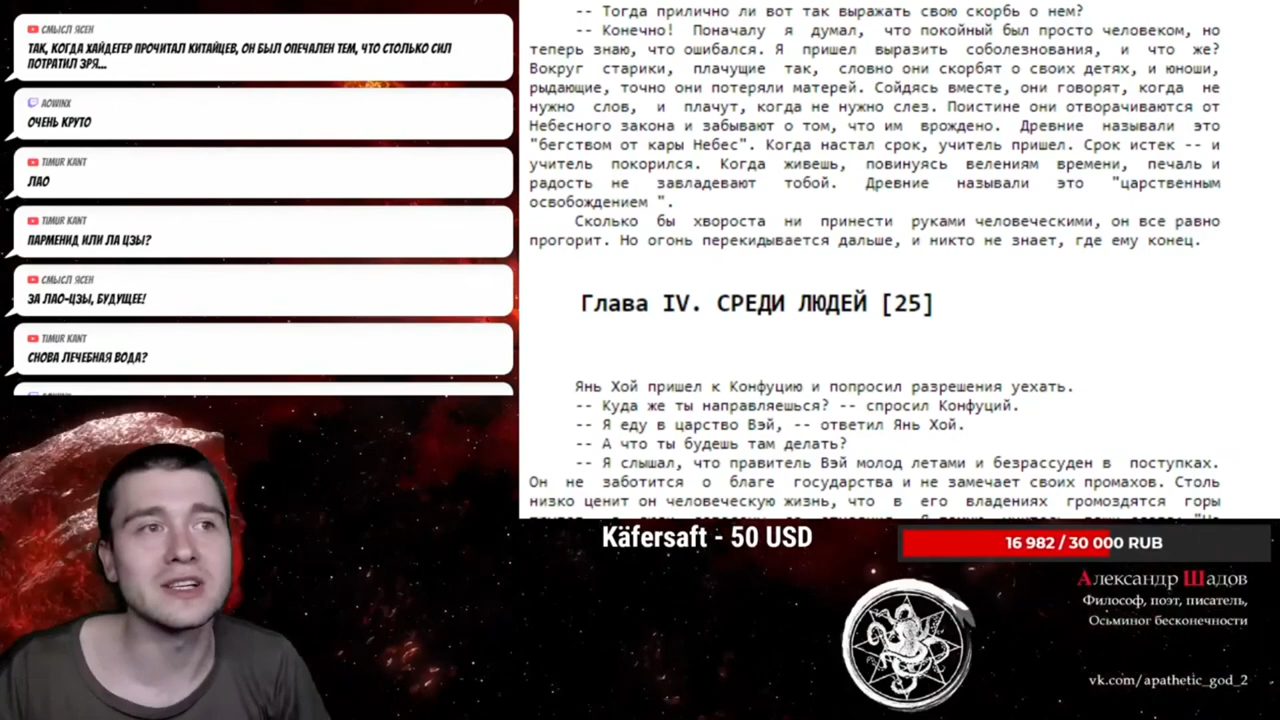 СМЫСЛ ЯСЕН
ТАК, КОГДА ХАЙДЕГЕР ПРОЧИТАЛ КИТАЙЦЕВ, ОН БЫЛ ОПЕЧАЛЕН ТЕМ, ЧТО СТОЛЬКО СИЛ
ПОТРАТИЛ ЗРЯ...
AOWINX
ОЧЕНЬ КРУТО
TIMUR KANT
ЛАО
TIMUR KANT
ПАРМЕНИД ИЛИ ЛА ЦЗЫ?
СМЫСЛ ЯСЕН
ЗА ЛАО-ЦЗЫ, БУДУЩЕЕ!
TIMUR KANT
СНОВА ЛЕЧЕБНАЯ ВОДА?
-- Тогда прилично ли вот так выражать свою скорбь о нем?
-- Конечно! Поначалу я думал, что покойный был просто человеком, но
теперь знаю, что ошибался. Я пришел выразить соболезнования, и что же?
Вокруг старики, плачущие так, словно они скорбят о своих детях, и юноши,
рыдающие, точно они потеряли матерей. Сойдясь вместе, они говорят, когда не
нужно слов, и плачут, когда не нужно слез. Поистине они отворачиваются от
Небесного закона и забывают о том, что им врождено. Древние называли это
"бегством от кары Небес". Когда настал срок, учитель пришел. Срок истек -- и
учитель покорился. Когда живешь, повинуясь велениям времени, печаль и
радость не завладевают тобой. Древние называли это "царственным
освобождением ".
Сколько бы хвороста ни принести руками человеческими, он все равно
прогорит. Но огонь перекидывается дальше, и никто не знает, где ему конец.
Глава IV. СРЕДИ ЛЮДЕЙ [25]
Янь Хой пришел к Конфуцию и попросил разрешения уехать.
-- Куда же ты направляешься? -- спросил Конфуций.
-- Я еду в царство Вэй, -- ответил Янь Хой.
-- А что ты будешь там делать?
-- Я слышал, что правитель Вэй молод летами и безрассуден в поступках.
Он не заботится о благе государства и не замечает своих промахов. Столь
низко ценит он человеческую жизнь, что в его владениях громоздятся горы
Käfersaft - 50 USD
16 982 / 30 000 RUB
Александр Шадов
Философ, поэт, писатель,
Осьминог бесконечности
vk.com/apathetic_god_2